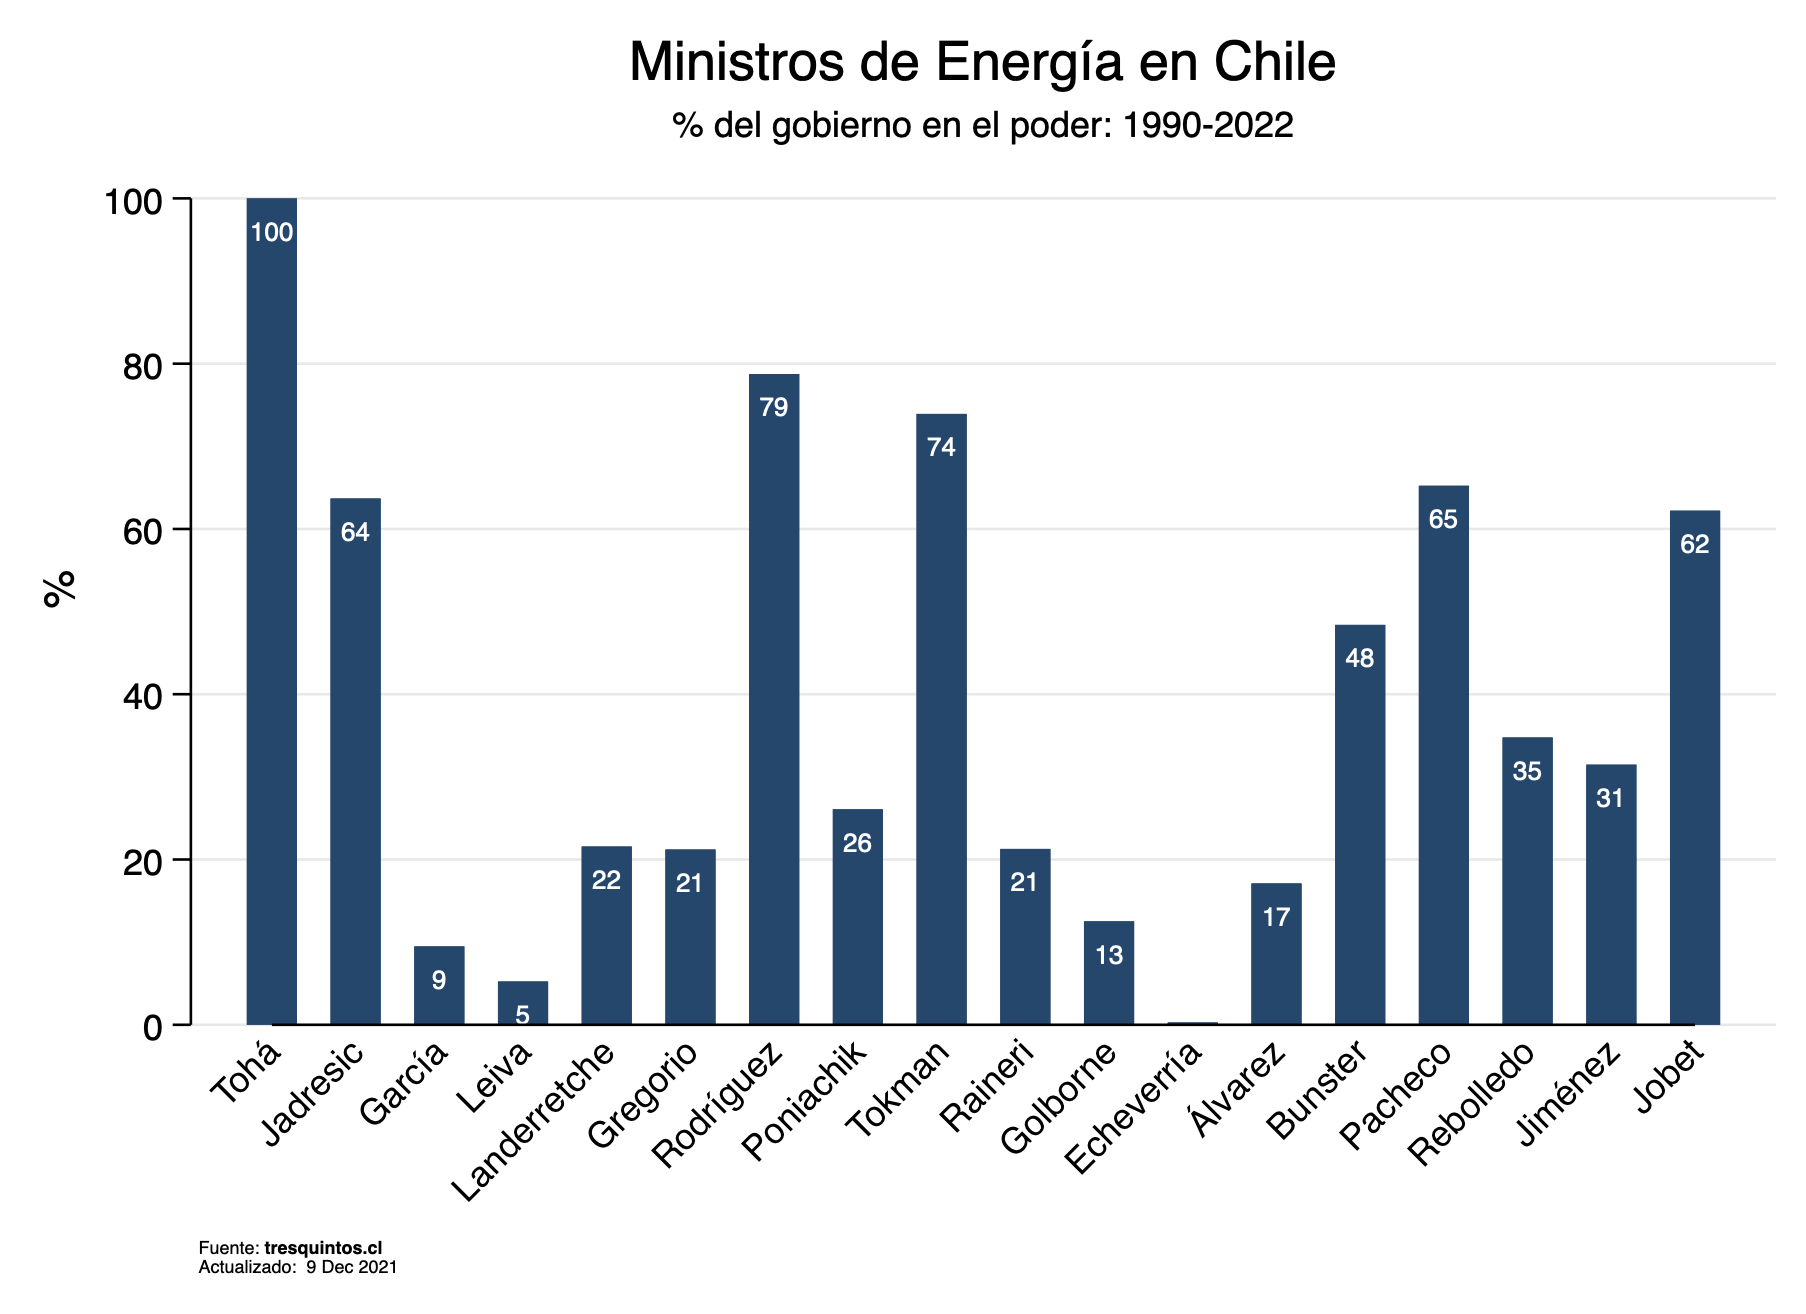 Ministros de Energía en Chile
% del gobierno en el poder: 1990-2022
%
100
80
60
40
20
0
100
64
9
5
22
21
79
26
74
21
13
17
48
65
35
31
62
Tohá
Jadresic
García
Leiva
Landerretche
Gregorio
Rodríguez
Poniachik
Tokman
Raineri
Golborne
Echeverría
Álvarez
Bunster
Pacheco
Rebolledo
Jiménez
Jobet
Fuente: tresquintos.cl
Actualizado: 9 Dec 2021